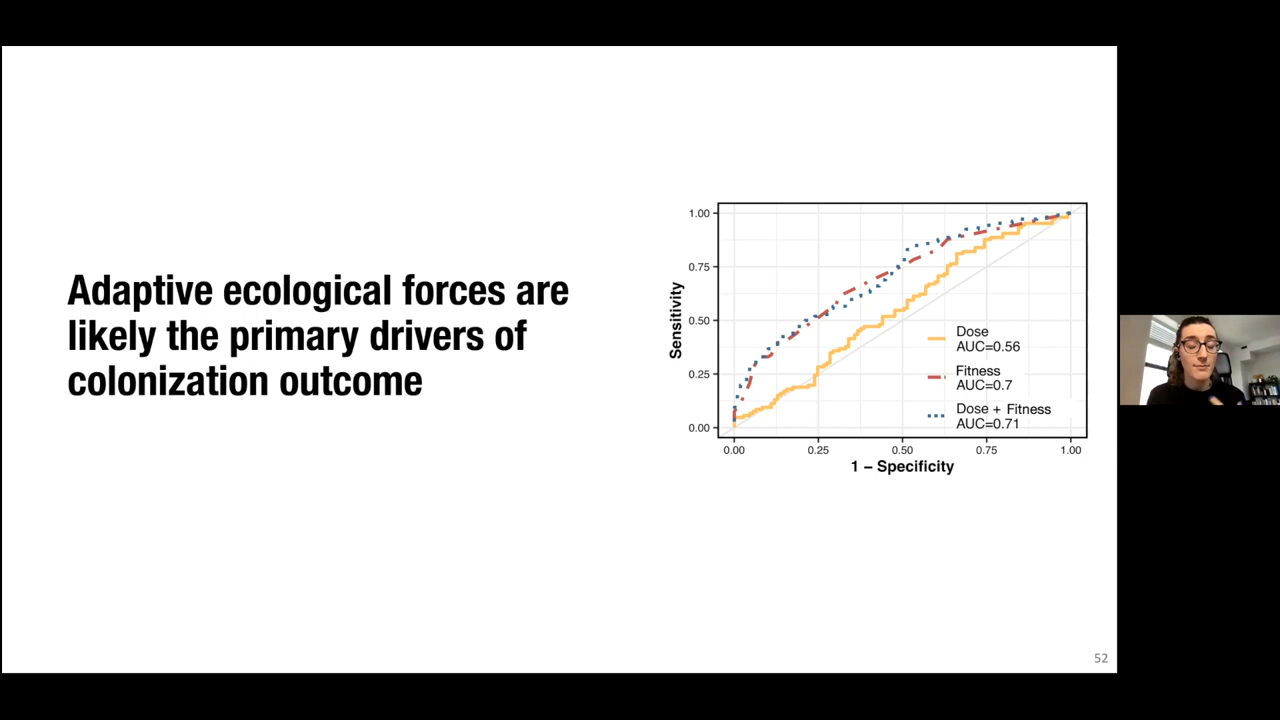 Adaptive ecological forces are
likely the primary drivers of
colonization outcome
Sensitivity
1.00
0.75
0.50
0.25
0.00
Dose
AUC=0.56
Fitness
AUC=0.7
Dose + Fitness
AUC=0.71
0.00 0.25 0.50 0.75 1.00
1 – Specificity
52